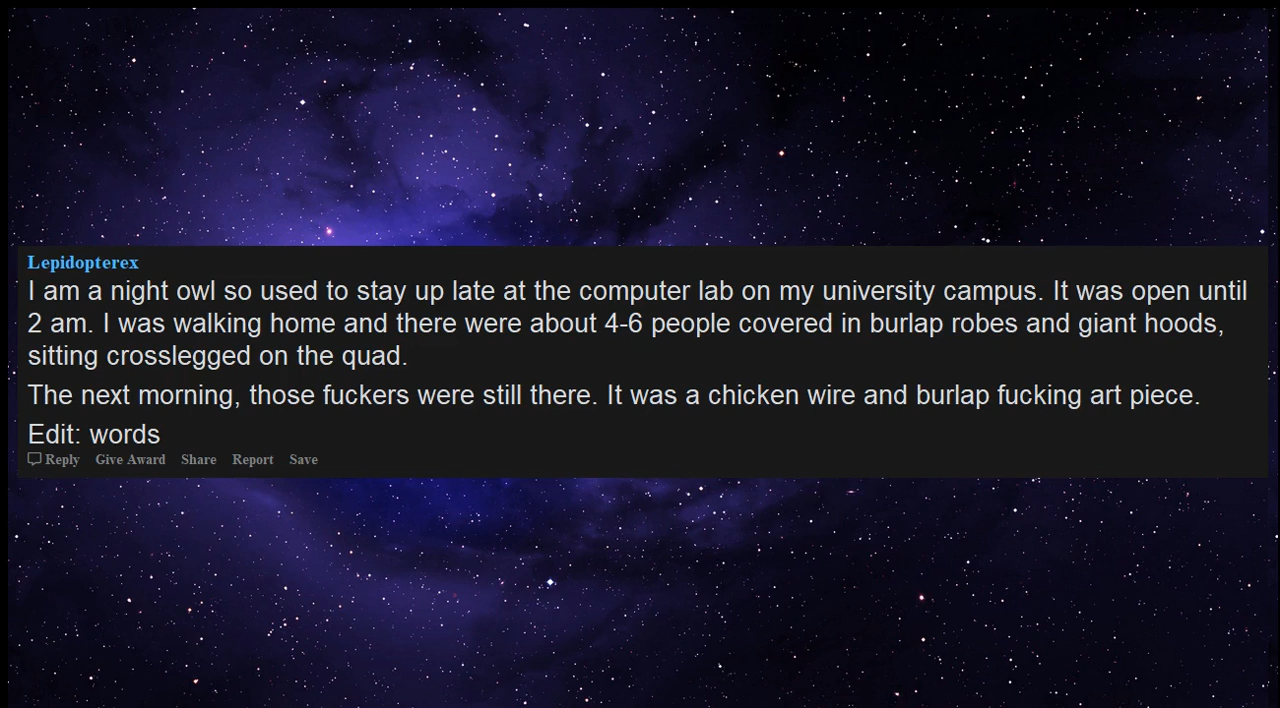 Lepidopterex
I am a night owl so used to stay up late at the computer lab on my university campus. It was open until
2 am. I was walking home and there were about 4-6 people covered in burlap robes and giant hoods,
sitting crosslegged on the quad.
The next morning, those fuckers were still there. It was a chicken wire and burlap fucking art piece.
Edit: words
Reply Give Award Share Report Save